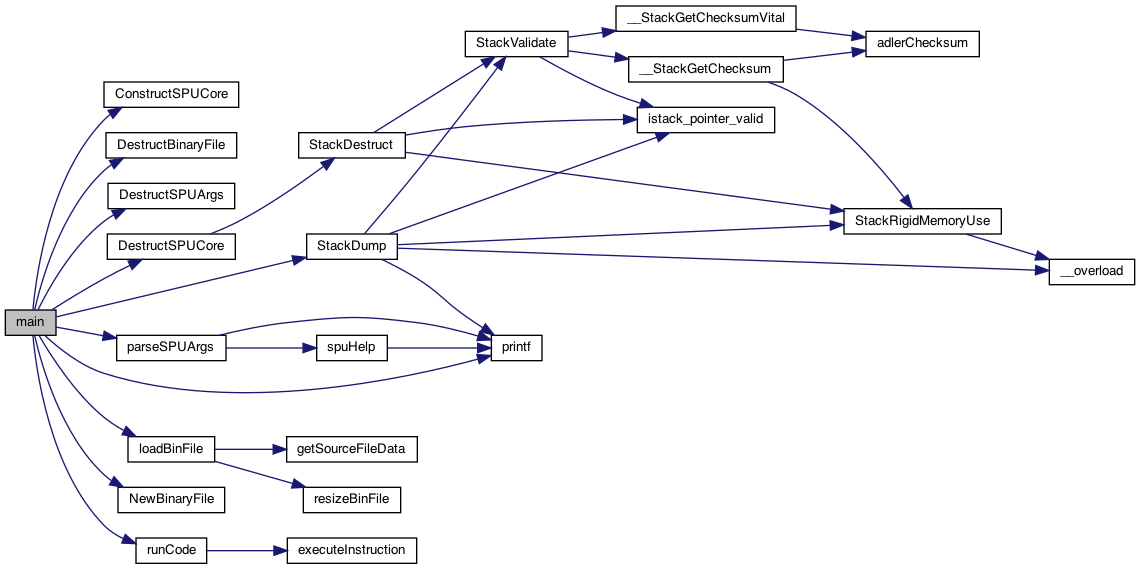 __StackGetChecksumVital
StackValidate
adlerChecksum
__StackGetChecksum
ConstructSPUCore
istack_pointer_valid
DestructBinaryFile
StackDestruct
DestructSPUArgs
StackRigidMemoryUse
DestructSPUCore
StackDump
__overload
main
parseSPUArgs
spuHelp
printf
loadBinFile
getSourceFileData
NewBinaryFile
resizeBinFile
runCode
executeInstruction